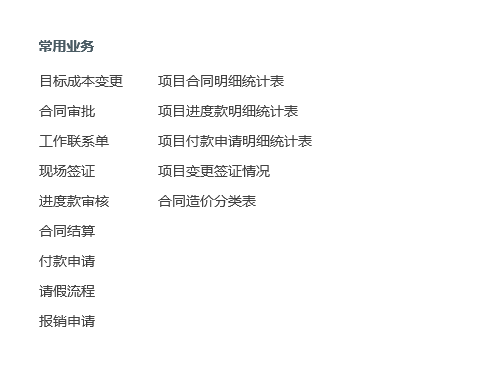 常用业务
目标成本变更 项目合同明细统计表
合同审批 项目进度款明细统计表
工作联系单 项目付款申请明细统计表
现场签证 项目变更签证情况
进度款审核 合同造价分类表
合同结算
付款申请
请假流程
报销申请